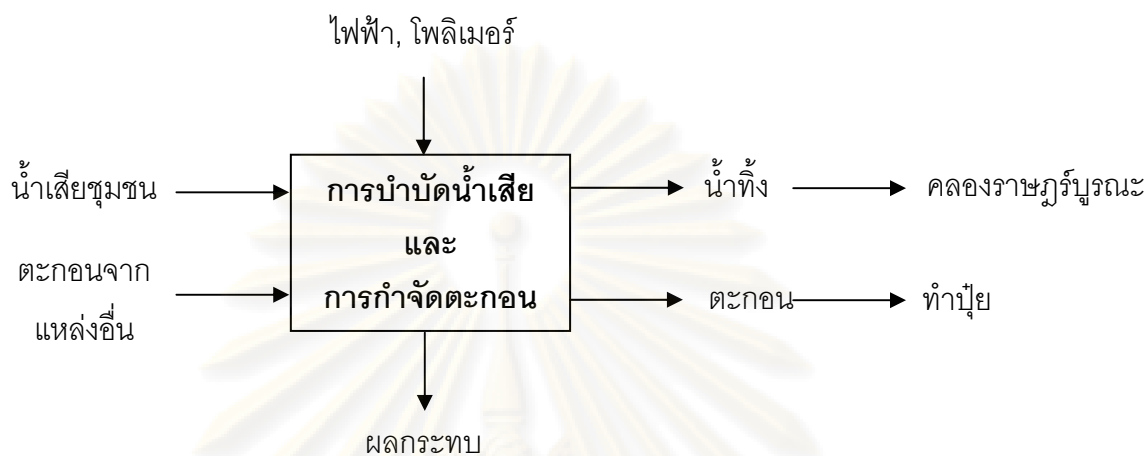 ไฟฟ้า, โพลิเมอร์
น้ำเสียชุมชน
การบำบัดน้ำเสีย
และ
การกำจัดตะกอน
น้ำทิ้ง
คลองราษฎร์บูรณะ
ตะกอนจาก
แหล่งอื่น
ตะกอน
ทำปุ๋ย
ผลกระทบ